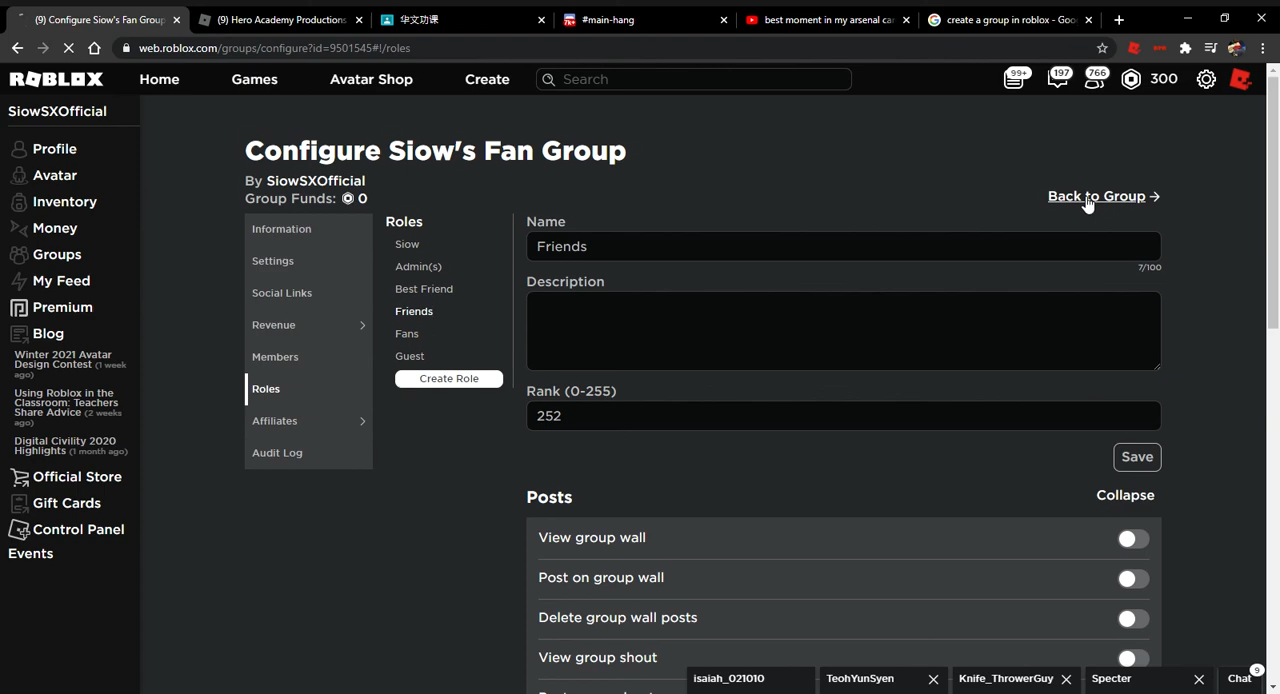 (9) Configure Siow's Fan Group
(9) Hero Academy Productions
华文功课
#main-hang
best moment in my arsenal car
create a group in roblox - Goo
web.roblox.com/groups/configure?id=9501545#!/roles
ROBLOX
Home
Games
Avatar Shop
Create
Search
99+
197
766
300
SiowSXOfficial
Profile
Avatar
Inventory
Money
Groups
My Feed
Premium
Blog
Winter 2021 Avatar
Design Contest (1 week
ago)
Using Roblox in the
Classroom: Teachers
Share Advice (2 weeks
ago)
Digital Civility 2020
Highlights (1 month ago)
Official Store
Gift Cards
Control Panel
Events
Configure Siow's Fan Group
By SiowSXOfficial
Group Funds: 0
Back to Group
Information
Settings
Social Links
Revenue
Members
Roles
Affiliates
Audit Log
Roles
Siow
Admin(s)
Best Friend
Friends
Fans
Guest
Create Role
Name
Friends
7/100
Description
Rank (0-255)
252
Save
Posts
Collapse
View group wall
Post on group wall
Delete group wall posts
View group shout
isaiah_021010
TeohYunSyen
Knife_ThrowerGuy
Specter
Chat
9